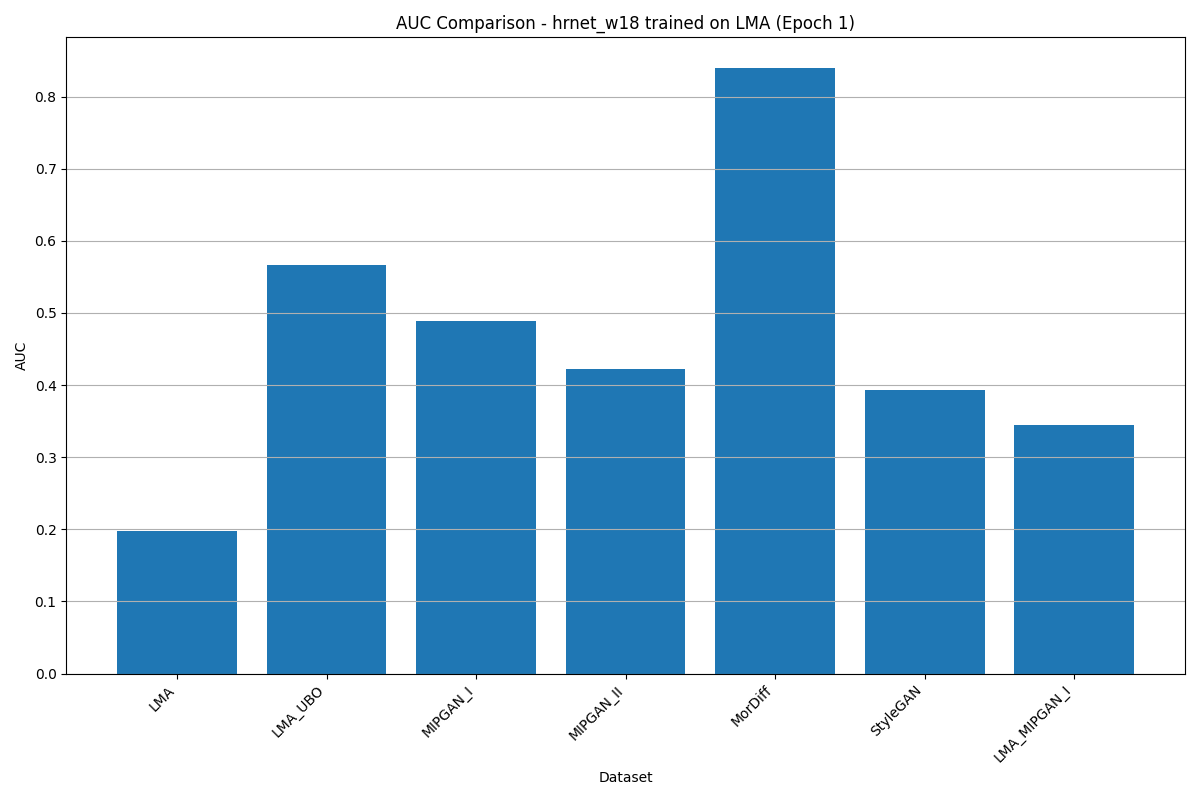 AUC Comparison - hrnet_w18 trained on LMA (Epoch 1)
AUC
0.8
0.7
0.6
0.5
0.4
0.3
0.2
0.1
0.0
LMA
LMA_UBO
MIPGAN_I
MIPGAN_II
MorDiff
StyleGAN
LMA_MIPGAN_I
Dataset